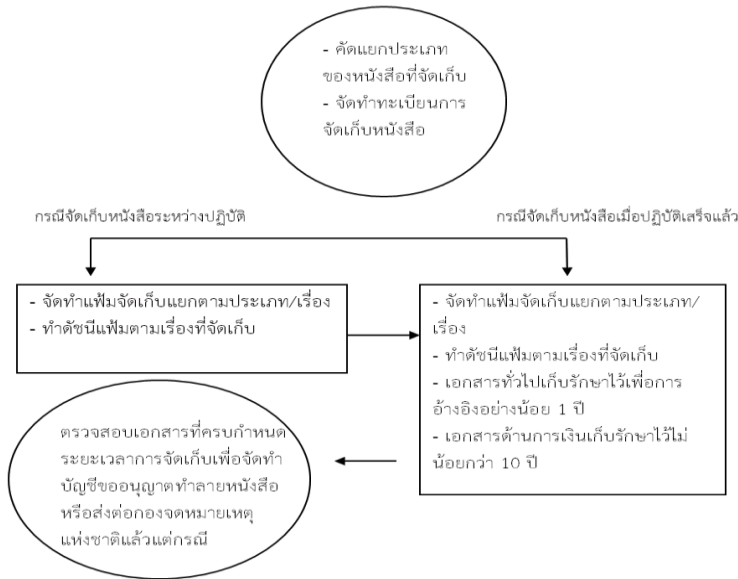 - คัดแยกประเภท
ของหนังสือที่จัดเก็บ
- จัดทำทะเบียนการ
จัดเก็บหนังสือ
กรณีจัดเก็บหนังสือระหว่างปฏิบัติ
กรณีจัดเก็บหนังสือเมื่อปฏิบัติเสร็จแล้ว
- จัดทำแฟ้มจัดเก็บแยกตามประเภท/เรื่อง
- ทำดัชนีแฟ้มตามเรื่องที่จัดเก็บ
- จัดทำแฟ้มจัดเก็บแยกตามประเภท/
เรื่อง
- ทำดัชนีแฟ้มตามเรื่องที่จัดเก็บ
- เอกสารทั่วไปเก็บรักษาไว้เพื่อการ
อ้างอิงอย่างน้อย 1 ปี
- เอกสารด้านการเงินเก็บรักษาไว้ไม่
น้อยกว่า 10 ปี
ตรวจสอบเอกสารที่ครบกำหนด
ระยะเวลาการจัดเก็บเพื่อจัดทำ
บัญชีขออนุญาตทำลายหนังสือ
หรือส่งต่อกองจดหมายเหตุ
แห่งชาติแล้วแต่กรณี